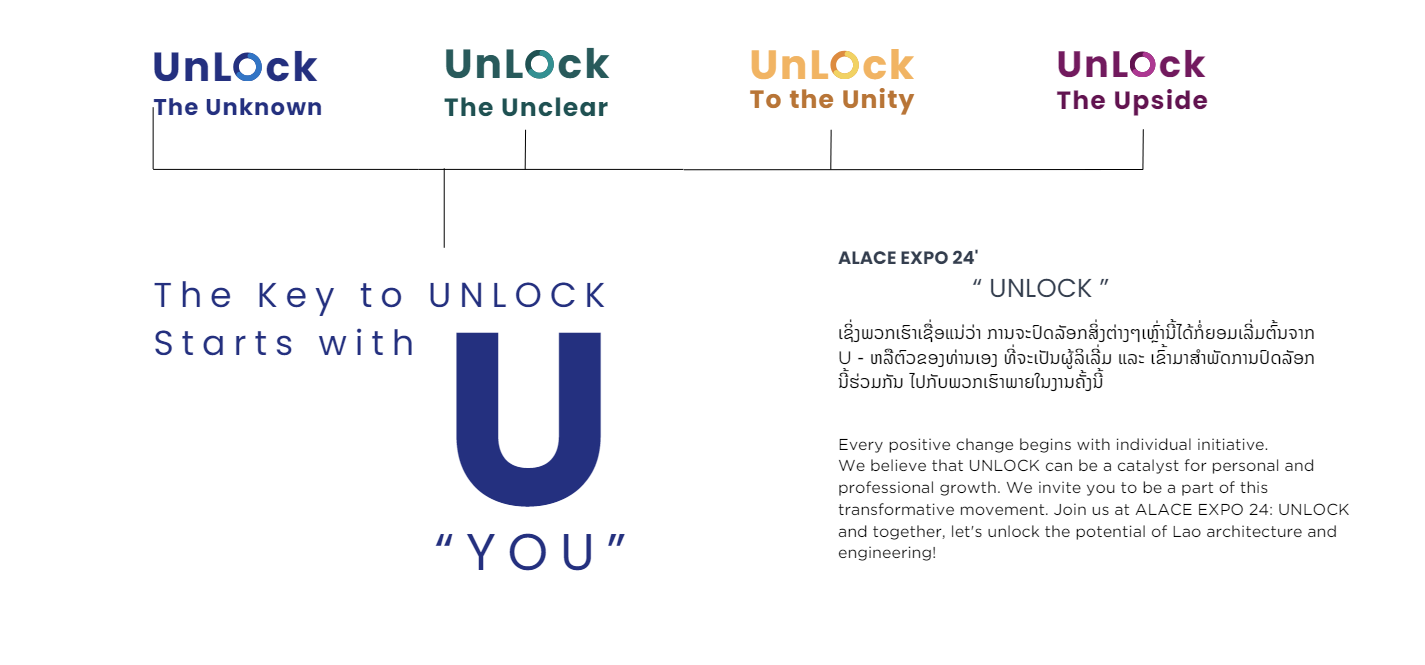 UnLOck
The Unknown
UnLOck
The Unclear
UnLOck
To the Unity
UnLOck
The Upside
The Key to UNLOCK
Starts with
U
“YOU”
ALACE EXPO 24'
“ UNLOCK ”
ເຊິ່ງພວກເຮົາເຊື່ອແນ່ວ່າ ການຈະປົດລັອກສິ່ງຕ່າງໆເຫຼົ່ານີ້ໄດ້ກໍ່ຍອມເລີ່ມຕົ້ນຈາກ
U - ຫລືຕົວຂອງທ່ານເອງ ທີ່ຈະເປັນຜູ້ລິເລີ່ມ ແລະ ເຂົ້າມາສຳພັດການປົດລັອກ
ນີ້ຮ່ວມກັນ ໄປກັບພວກເຮົາພາຍໃນງານຄັ້ງນີ້
Every positive change begins with individual initiative.
We believe that UNLOCK can be a catalyst for personal and
professional growth. We invite you to be a part of this
transformative movement. Join us at ALACE EXPO 24: UNLOCK
and together, let's unlock the potential of Lao architecture and
engineering!